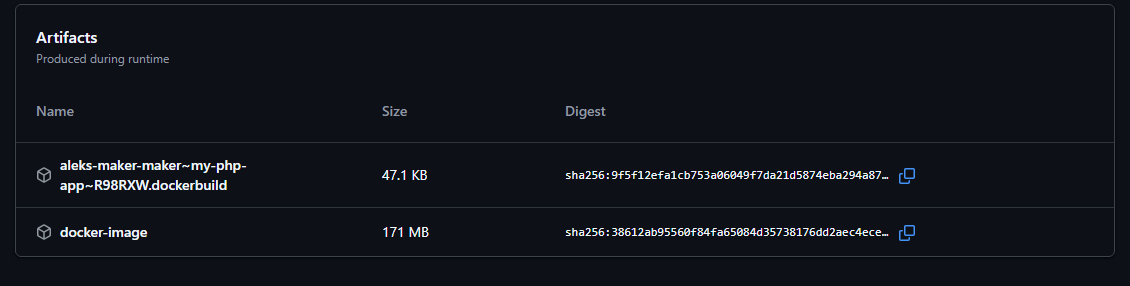 Artifacts
Produced during runtime
Name Size Digest
aleks-maker-maker~my-php-
app~R98RXW.dockerbuild 47.1 KB sha256:9f5f12efa1cb753a06049f7da21d5874eba294a87...
docker-image 171 MB sha256:38612ab95560f84fa65084d35738176dd2aec4ece...